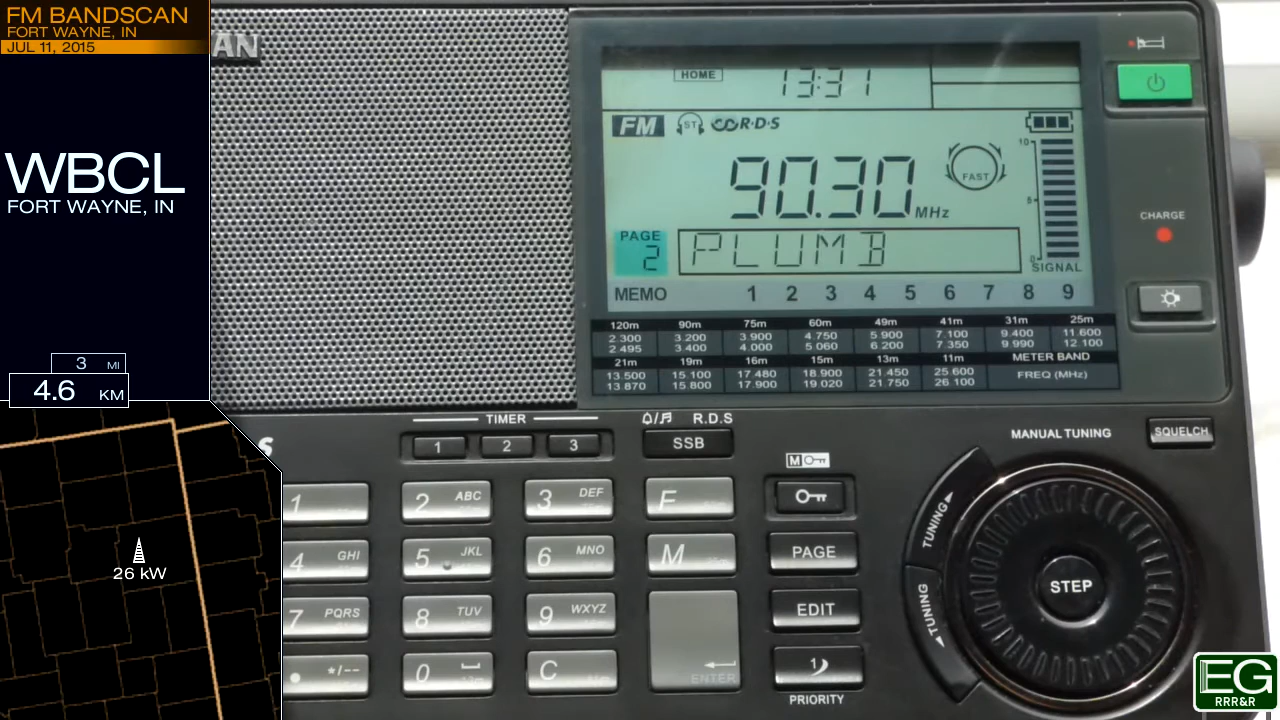 FM BANDSCAN
FORT WAYNE, IN
JUL 11, 2015
WBCL
FORT WAYNE, IN
3 MI
4.6 KM
26 kW
AN
HOME 13:31
FM ST R·D·S
90.30 MHz
FAST
10
5
0
SIGNAL
PAGE
2
PLUMB
MEMO 1 2 3 4 5 6 7 8 9
120m 90m 75m 60m 49m 41m 31m 25m
2.300 3.200 3.900 4.750 5.900 7.100 9.400 11.600
2.495 3.400 4.000 5.060 6.200 7.350 9.990 12.100
21m 19m 16m 15m 13m 11m METER BAND
13.500 15.100 17.480 18.900 21.450 25.600 FREQ (MHz)
13.870 15.800 17.900 19.020 21.750 26.100
CHARGE
S
TIMER
1 2 3
R.D.S
SSB
MANUAL TUNING
SQUELCH
M
1 2 ABC 3 DEF F
4 GHI 5 JKL 6 MNO M PAGE
7 PQRS 8 TUV 9 WXYZ EDIT
• */-- 0 C ENTER 1
PRIORITY
TUNING
TUNING
STEP
EG
RRR&R